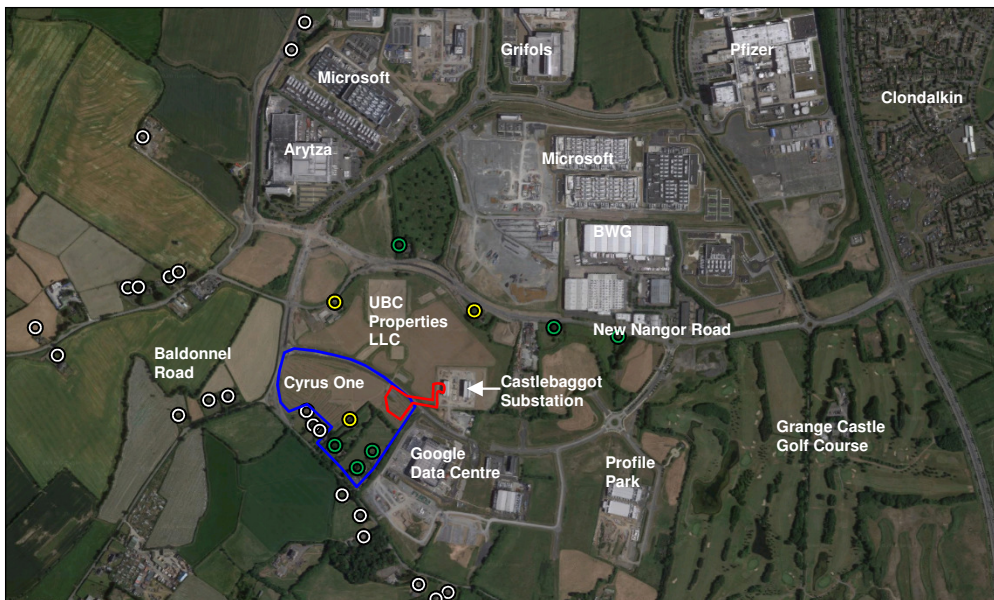 Grifols
Pfizer
Microsoft
Clondalkin
Arytza
Microsoft
BWG
UBC
Properties
LLC
New Nangor Road
Baldonnel
Road
Cyrus One
Castlebaggot
Substation
Grange Castle
Golf Course
Google
Data Centre
Profile
Park